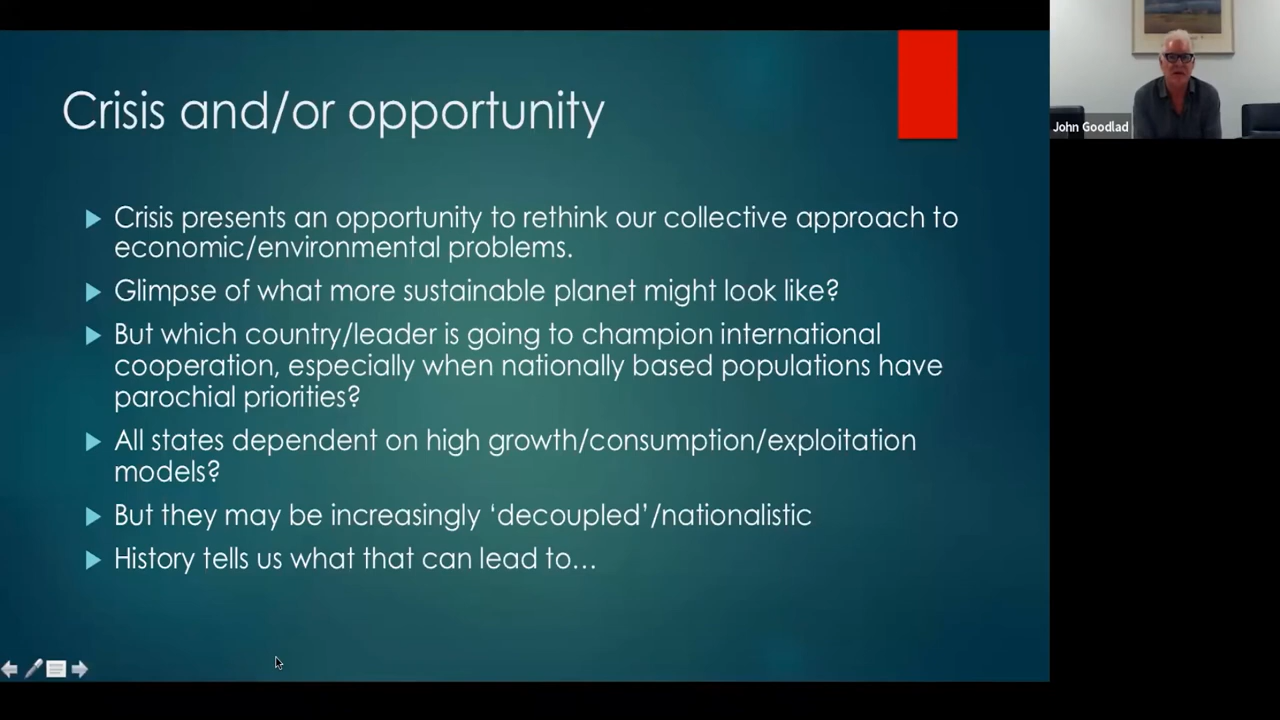 Crisis and/or opportunity
Crisis presents an opportunity to rethink our collective approach to
economic/environmental problems.
Glimpse of what more sustainable planet might look like?
But which country/leader is going to champion international
cooperation, especially when nationally based populations have
parochial priorities?
All states dependent on high growth/consumption/exploitation
models?
But they may be increasingly ‘decoupled’/nationalistic
History tells us what that can lead to…
John Goodlad